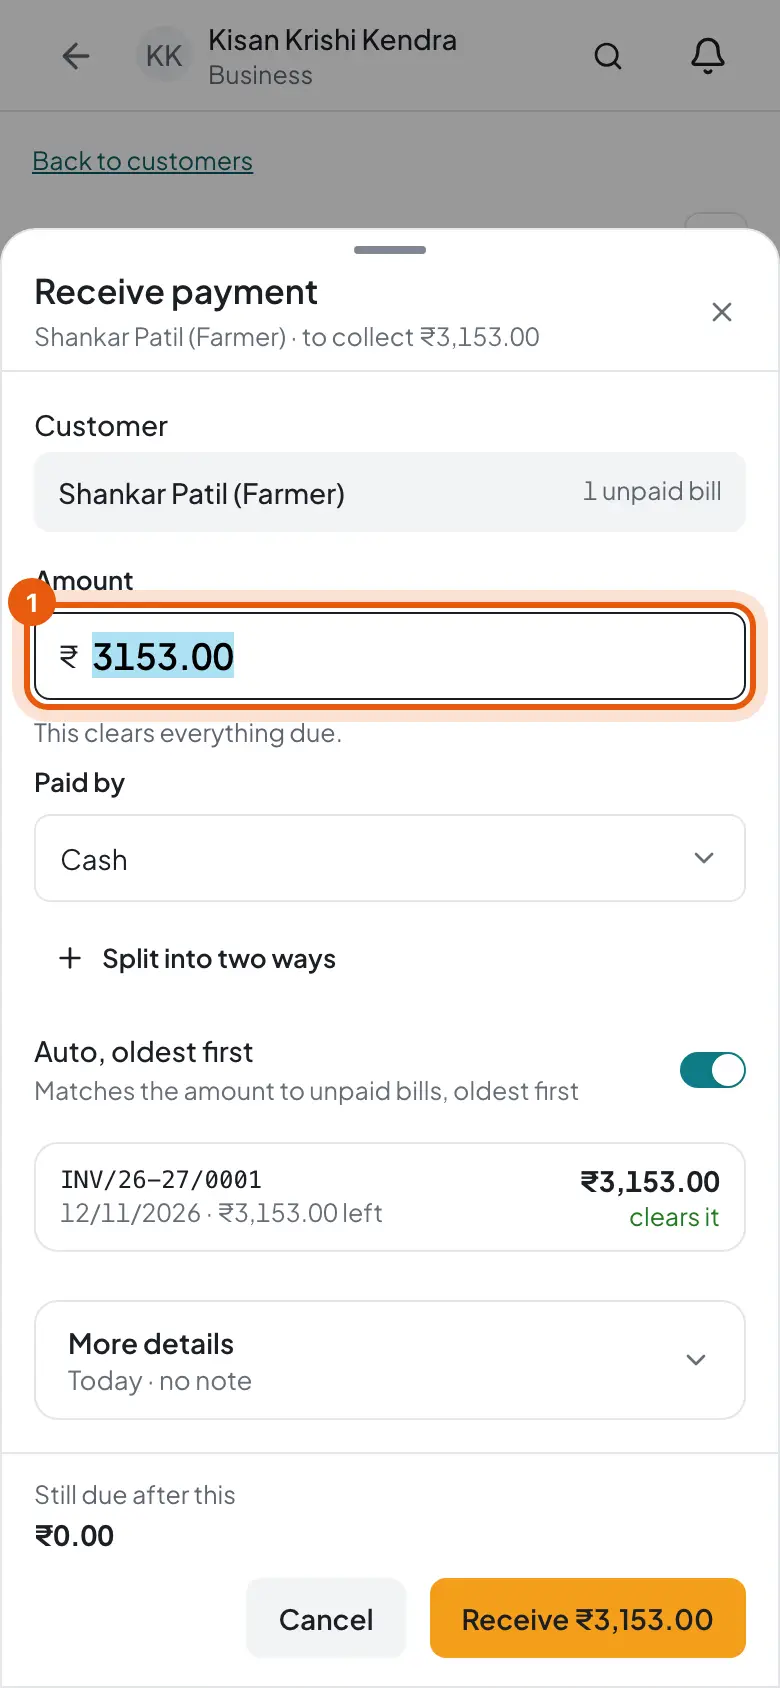 KK
Kisan Krishi Kendra
Business
Back to customers
Receive payment
Shankar Patil (Farmer) · to collect ₹3,153.00
Customer
Shankar Patil (Farmer)
1 unpaid bill
Amount
1
₹ 3153.00
This clears everything due.
Paid by
Cash
+ Split into two ways
Auto, oldest first
Matches the amount to unpaid bills, oldest first
INV/26-27/0001
₹3,153.00
12/11/2026 · ₹3,153.00 left
clears it
More details
Today · no note
Still due after this
₹0.00
Cancel
Receive ₹3,153.00